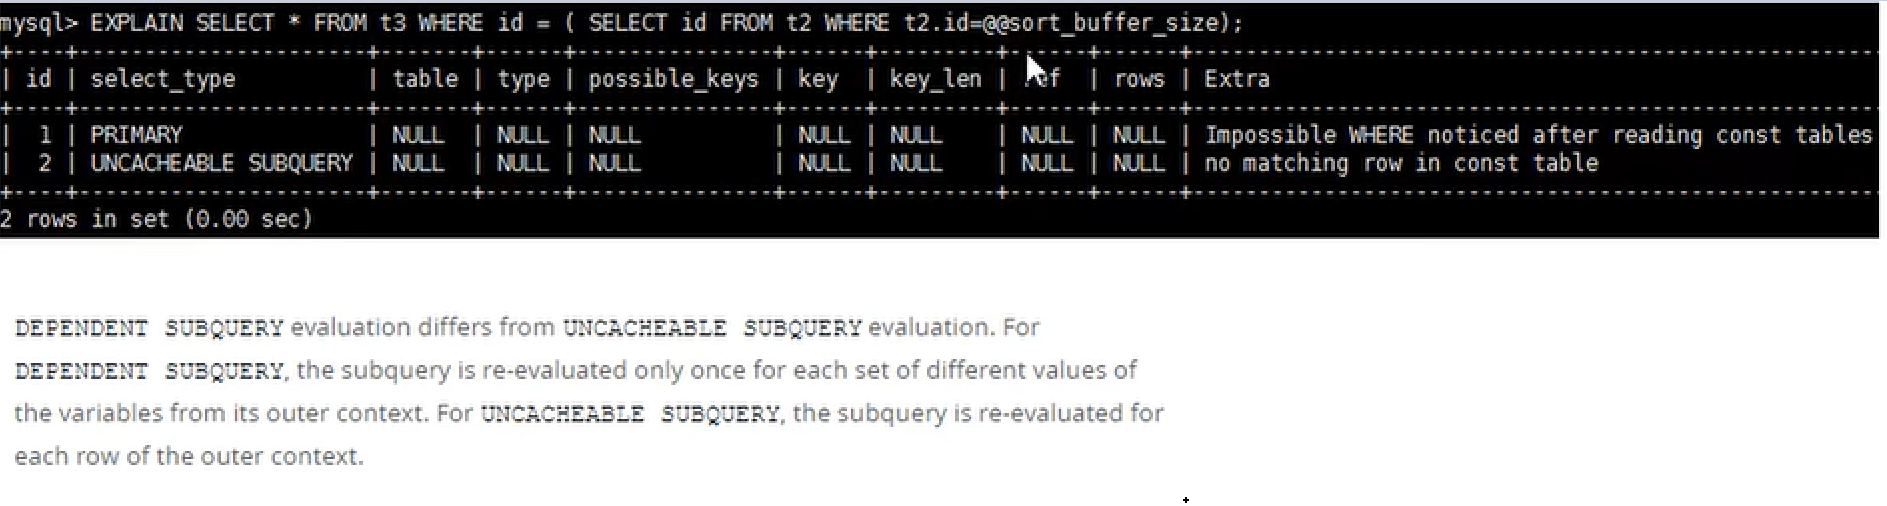 mysql> EXPLAIN SELECT * FROM t3 WHERE id = ( SELECT id FROM t2 WHERE t2.id=@@sort_buffer_size);
| id | select_type | table | type | possible_keys | key | key_len | ef | rows | Extra
| 1 | PRIMARY | NULL | NULL | NULL | NULL | NULL | NULL | NULL | Impossible WHERE noticed after reading const tables
| 2 | UNCACHEABLE SUBQUERY | NULL | NULL | NULL | NULL | NULL | NULL | NULL | no matching row in const table
2 rows in set (0.00 sec)
DEPENDENT SUBQUERY evaluation differs from UNCACHEABLE SUBQUERY evaluation. For
DEPENDENT SUBQUERY, the subquery is re-evaluated only once for each set of different values of
the variables from its outer context. For UNCACHEABLE SUBQUERY, the subquery is re-evaluated for
each row of the outer context.